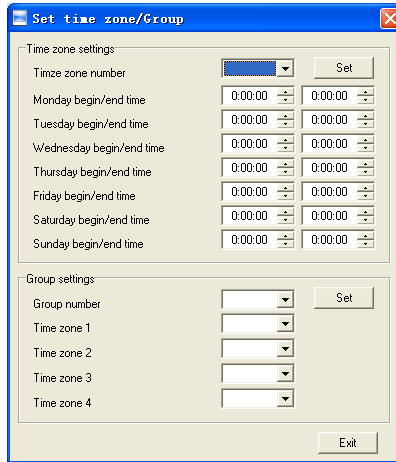 Set time zone/Group
Time zone settings
Timze zone number Set
Monday begin/end time 0:00:00 0:00:00
Tuesday begin/end time 0:00:00 0:00:00
Wednesday begin/end time 0:00:00 0:00:00
Thursday begin/end time 0:00:00 0:00:00
Friday begin/end time 0:00:00 0:00:00
Saturday begin/end time 0:00:00 0:00:00
Sunday begin/end time 0:00:00 0:00:00
Group settings
Group number Set
Time zone 1
Time zone 2
Time zone 3
Time zone 4
Exit